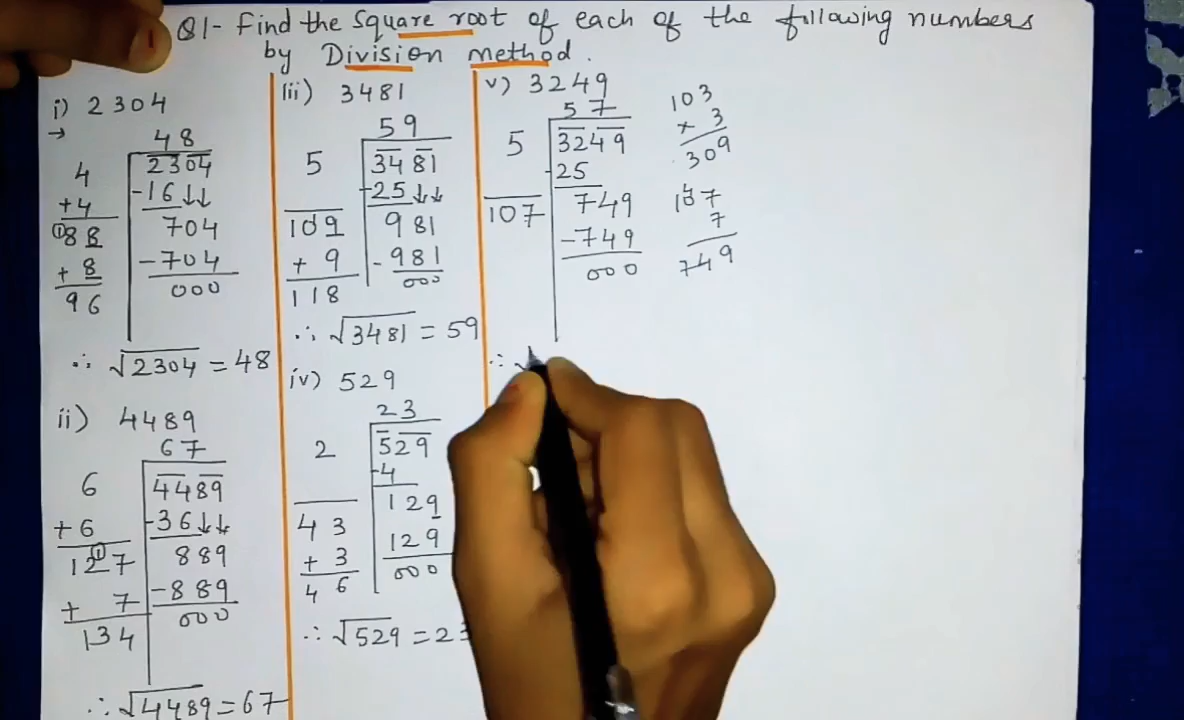 Q1- Find the square root of each of the following numbers
by Division method.
i) 2304
→
48
4 2304
+4 -16↓↓
①88 704
+8 -704
96 000
∴ √2304 = 48
ii) 4489
67
6 4489
+6 -36↓↓
12①7 889
+ 7 -889
134 000
∴ √4489 = 67
iii) 3481
59
5 3481
-25↓↓
109 981
+ 9 -981
118 000
∴ √3481 = 59
iv) 529
23
2 529
-4
43 129
+ 3 129
46 000
∴ √529 = 23
v) 3249
57
5 3249
-25
107 749
-749
000
∴ √
103
× 3
309
107
7
749